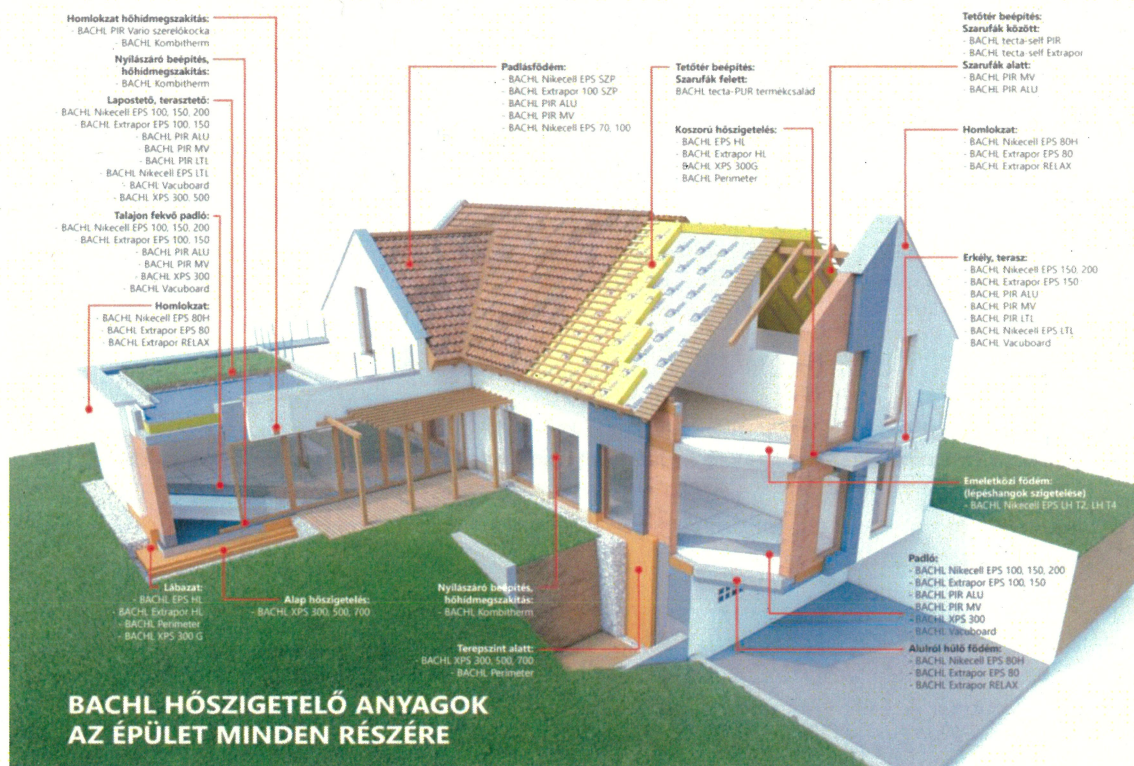 Homlokzat hőhídmegszakítás:
- BACHL PIR Vario szerelőkocka
- BACHL Kombitherm
Nyílászáró beépítés,
hőhídmegszakítás:
- BACHL Kombitherm
Lapostető, terasztető:
- BACHL Nikecell EPS 100, 150, 200
- BACHL Extrapor EPS 100, 150
- BACHL PIR ALU
- BACHL PIR MV
- BACHL PIR LTL
- BACHL Nikecell EPS LTL
- BACHL Vacuboard
- BACHL XPS 300, 500
Talajon fekvő padló:
- BACHL Nikecell EPS 100, 150, 200
- BACHL Extrapor EPS 100, 150
- BACHL PIR ALU
- BACHL PIR MV
- BACHL XPS 300
- BACHL Vacuboard
Homlokzat:
- BACHL Nikecell EPS 80H
- BACHL Extrapor EPS 80
- BACHL Extrapor RELAX
Padlásfödém:
- BACHL Nikecell EPS SZP
- BACHL Extrapor 100 SZP
- BACHL PIR ALU
- BACHL PIR MV
- BACHL Nikecell EPS 70, 100
Tetőtér beépítés:
Szarufák felett:
BACHL tecta-PUR termékcsalád
Koszorú hőszigetelés:
- BACHL EPS HL
- BACHL Extrapor HL
- BACHL XPS 300G
- BACHL Perimeter
Tetőtér beépítés:
Szarufák között:
- BACHL tecta-self PIR
- BACHL tecta-self Extrapor
Szarufák alatt:
- BACHL PIR MV
- BACHL PIR ALU
Homlokzat:
- BACHL Nikecell EPS 80H
- BACHL Extrapor EPS 80
- BACHL Extrapor RELAX
Erkély, terasz:
- BACHL Nikecell EPS 150, 200
- BACHL Extrapor EPS 150
- BACHL PIR ALU
- BACHL PIR MV
- BACHL PIR LTL
- BACHL Nikecell EPS LTL
- BACHL Vacuboard
Emeletközi födém:
(lépéshangok szigetelése)
- BACHL Nikecell EPS LH T2, LH T4
Padló:
- BACHL Nikecell EPS 100, 150, 200
- BACHL Extrapor EPS 100, 150
- BACHL PIR ALU
- BACHL PIR MV
- BACHL XPS 300
- BACHL Vacuboard
Alulról hűlő födém:
- BACHL Nikecell EPS 80H
- BACHL Extrapor EPS 80
- BACHL Extrapor RELAX
Lábazat:
- BACHL EPS HL
- BACHL Extrapor HL
- BACHL Perimeter
- BACHL XPS 300 G
Alap hőszigetelés:
- BACHL XPS 300, 500, 700
Nyílászáró beépítés,
hőhídmegszakítás:
- BACHL Kombitherm
Terepszint alatt:
- BACHL XPS 300, 500, 700
- BACHL Perimeter
BACHL HŐSZIGETELŐ ANYAGOK
AZ ÉPÜLET MINDEN RÉSZÉRE